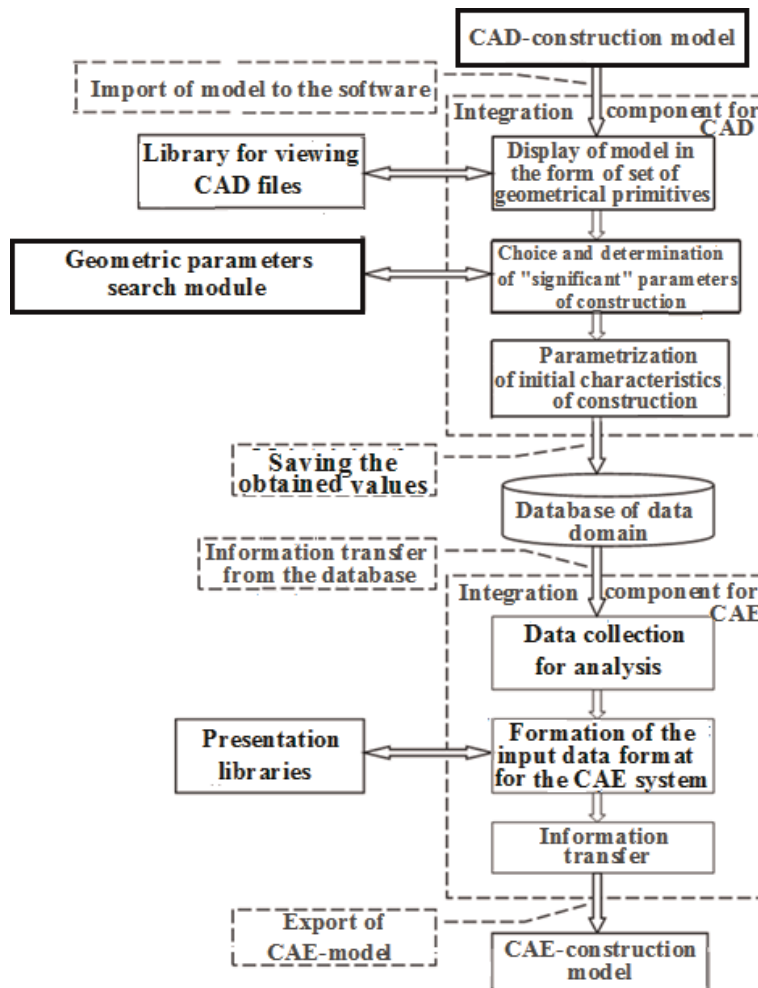 CAD-construction model
Import of model to the software
Integration component for
CAD
Library for viewing
CAD files
Display of model in
the form of set of
geometrical primitives
Geometric parameters
search module
Choice and determination
of "significant" parameters
of construction
Parametrization
of initial characteristics
of construction
Saving the
obtained values
Database of data
domain
Information transfer
from the database
Integration component for
CAE
Data collection
for analysis
Presentation
libraries
Formation of the
input data format
for the CAE system
Information
transfer
Export of
CAE-model
CAE-construction
model